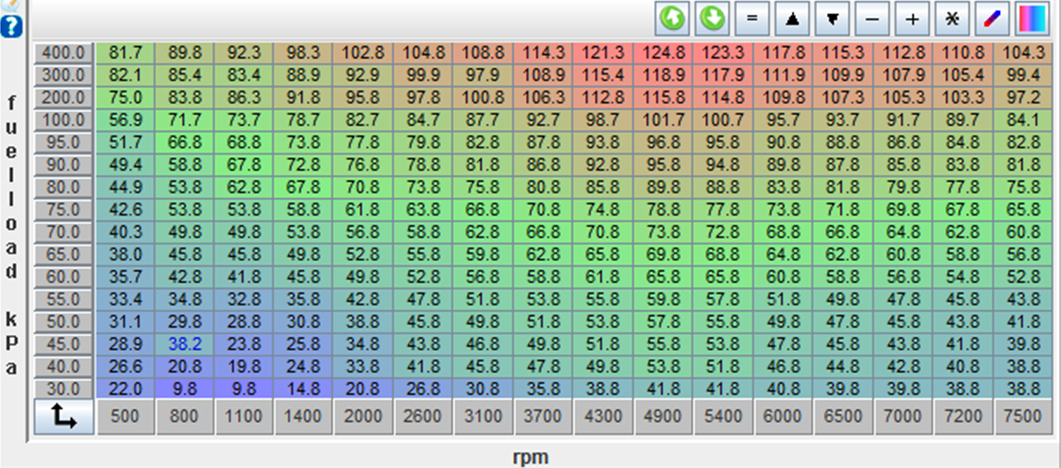 ?
= − + *
400.0 81.7 89.8 92.3 98.3 102.8 104.8 108.8 114.3 121.3 124.8 123.3 117.8 115.3 112.8 110.8 104.3
300.0 82.1 85.4 83.4 88.9 92.9 99.9 97.9 108.9 115.4 118.9 117.9 111.9 109.9 107.9 105.4 99.4
200.0 75.0 83.8 86.3 91.8 95.8 97.8 100.8 106.3 112.8 115.8 114.8 109.8 107.3 105.3 103.3 97.2
100.0 56.9 71.7 73.7 78.7 82.7 84.7 87.7 92.7 98.7 101.7 100.7 95.7 93.7 91.7 89.7 84.1
95.0 51.7 66.8 68.8 73.8 77.8 79.8 82.8 87.8 93.8 96.8 95.8 90.8 88.8 86.8 84.8 82.8
90.0 49.4 58.8 67.8 72.8 76.8 78.8 81.8 86.8 92.8 95.8 94.8 89.8 87.8 85.8 83.8 81.8
80.0 44.9 53.8 62.8 67.8 70.8 73.8 75.8 80.8 85.8 89.8 88.8 83.8 81.8 79.8 77.8 75.8
75.0 42.6 53.8 53.8 58.8 61.8 63.8 66.8 70.8 74.8 78.8 77.8 73.8 71.8 69.8 67.8 65.8
70.0 40.3 49.8 49.8 53.8 56.8 58.8 62.8 66.8 70.8 73.8 72.8 68.8 66.8 64.8 62.8 60.8
65.0 38.0 45.8 45.8 49.8 52.8 55.8 59.8 62.8 65.8 69.8 68.8 64.8 62.8 60.8 58.8 56.8
60.0 35.7 42.8 41.8 45.8 49.8 52.8 56.8 58.8 61.8 65.8 65.8 60.8 58.8 56.8 54.8 52.8
55.0 33.4 34.8 32.8 35.8 42.8 47.8 51.8 53.8 55.8 59.8 57.8 51.8 49.8 47.8 45.8 43.8
50.0 31.1 29.8 28.8 30.8 38.8 45.8 49.8 51.8 53.8 57.8 55.8 49.8 47.8 45.8 43.8 41.8
45.0 28.9 38.2 23.8 25.8 34.8 43.8 46.8 49.8 51.8 55.8 53.8 47.8 45.8 43.8 41.8 39.8
40.0 26.6 20.8 19.8 24.8 33.8 41.8 45.8 47.8 49.8 53.8 51.8 46.8 44.8 42.8 40.8 38.8
30.0 22.0 9.8 9.8 14.8 20.8 26.8 30.8 35.8 38.8 41.8 41.8 40.8 39.8 39.8 38.8 38.8
500 800 1100 1400 2000 2600 3100 3700 4300 4900 5400 6000 6500 7000 7200 7500
fuelload kPa
rpm